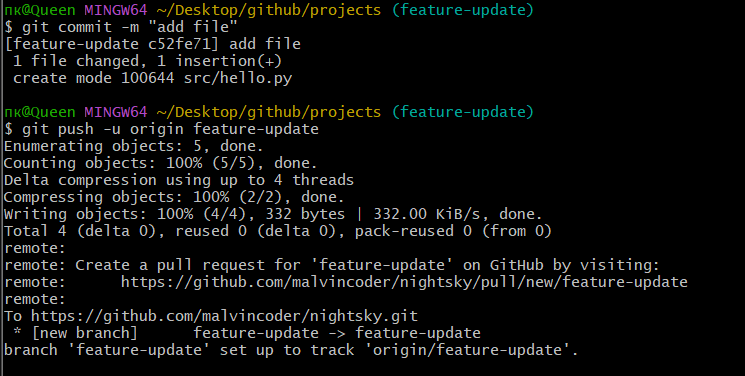 пк@Queen MINGW64 ~/Desktop/github/projects (feature-update)
$ git commit -m "add file"
[feature-update c52fe71] add file
 1 file changed, 1 insertion(+)
 create mode 100644 src/hello.py
пк@Queen MINGW64 ~/Desktop/github/projects (feature-update)
$ git push -u origin feature-update
Enumerating objects: 5, done.
Counting objects: 100% (5/5), done.
Delta compression using up to 4 threads
Compressing objects: 100% (2/2), done.
Writing objects: 100% (4/4), 332 bytes | 332.00 KiB/s, done.
Total 4 (delta 0), reused 0 (delta 0), pack-reused 0 (from 0)
remote:
remote: Create a pull request for 'feature-update' on GitHub by visiting:
remote:      https://github.com/malvincoder/nightsky/pull/new/feature-update
remote:
To https://github.com/malvincoder/nightsky.git
 * [new branch]      feature-update -> feature-update
branch 'feature-update' set up to track 'origin/feature-update'.